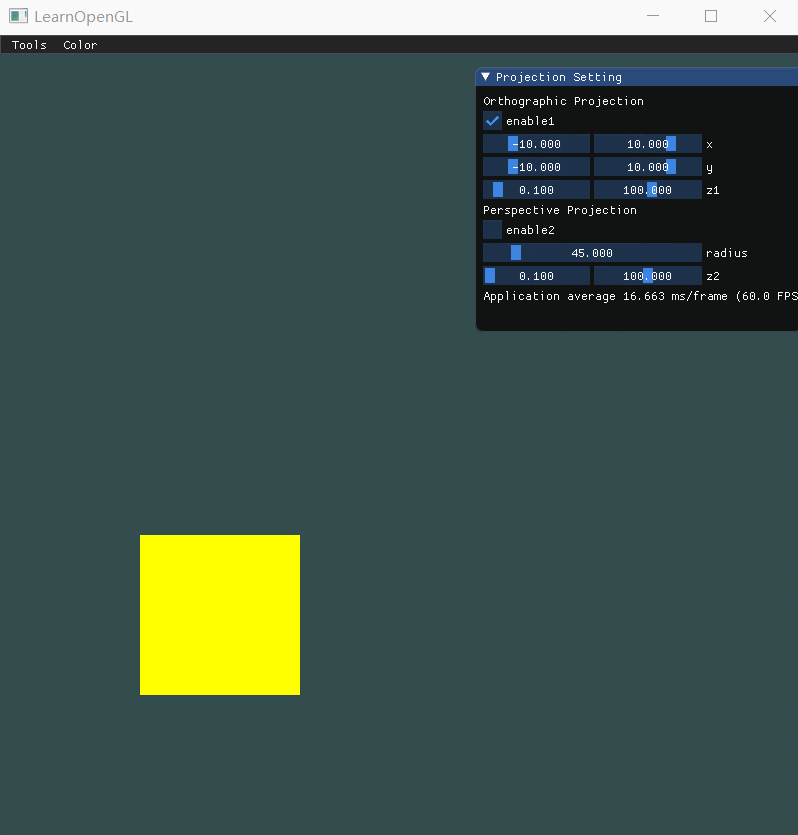 LearnOpenGL
Tools Color
Projection Setting
Orthographic Projection
enable1
-10.000 10.000 x
-10.000 10.000 y
0.100 100.000 z1
Perspective Projection
enable2
45.000 radius
0.100 100.000 z2
Application average 16.663 ms/frame (60.0 FPS